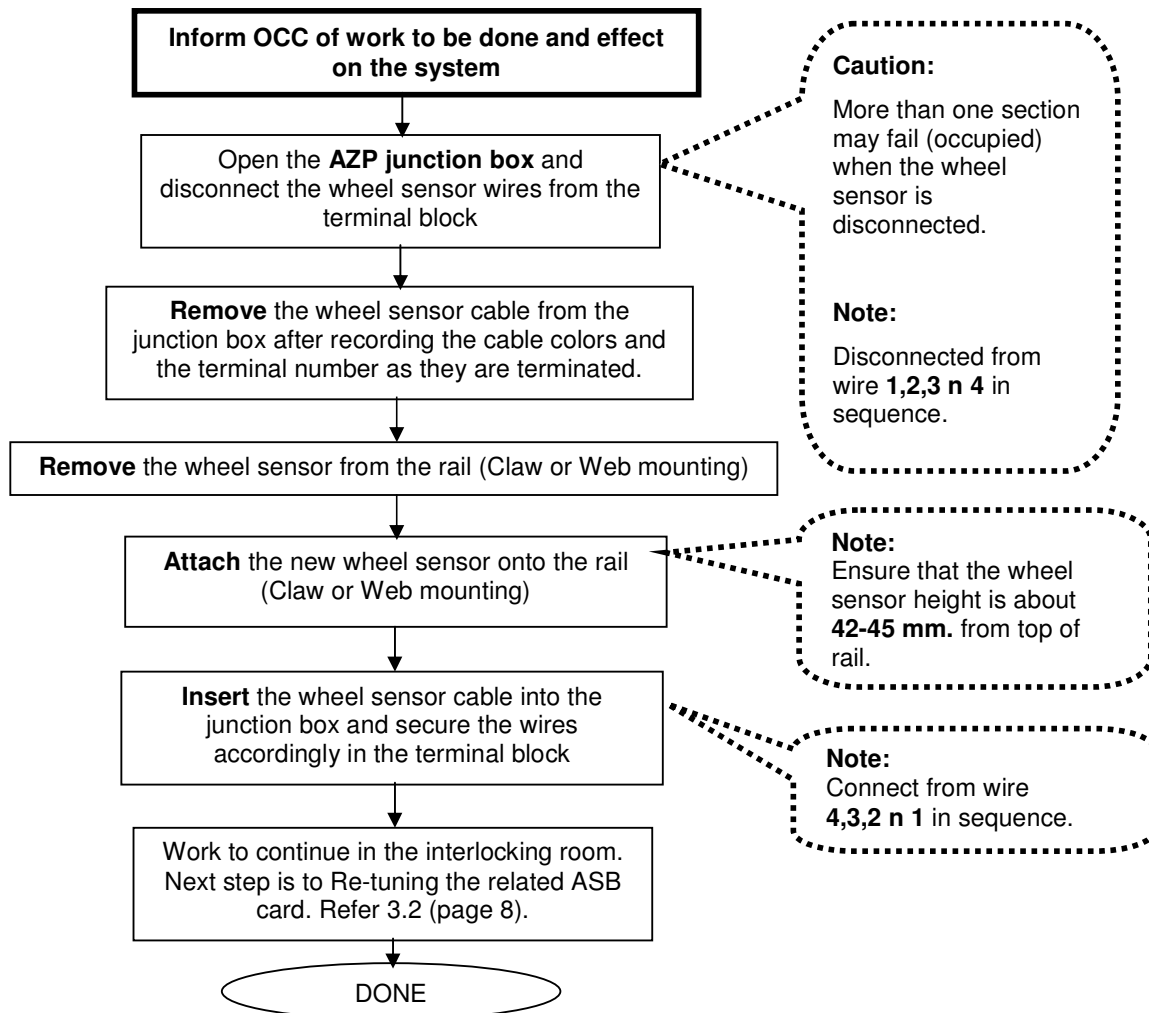 Inform OCC of work to be done and effect
on the system
Open the AZP junction box and
disconnect the wheel sensor wires from the
terminal block
Caution:
More than one section
may fail (occupied)
when the wheel
sensor is
disconnected.
Note:
Disconnected from
wire 1,2,3 n 4 in
sequence.
Remove the wheel sensor cable from the
junction box after recording the cable colors and
the terminal number as they are terminated.
Remove the wheel sensor from the rail (Claw or Web mounting)
Attach the new wheel sensor onto the rail
(Claw or Web mounting)
Note:
Ensure that the wheel
sensor height is about
42-45 mm. from top of
rail.
Insert the wheel sensor cable into the
junction box and secure the wires
accordingly in the terminal block
Note:
Connect from wire
4,3,2 n 1 in sequence.
Work to continue in the interlocking room.
Next step is to Re-tuning the related ASB
card. Refer 3.2 (page 8).
DONE